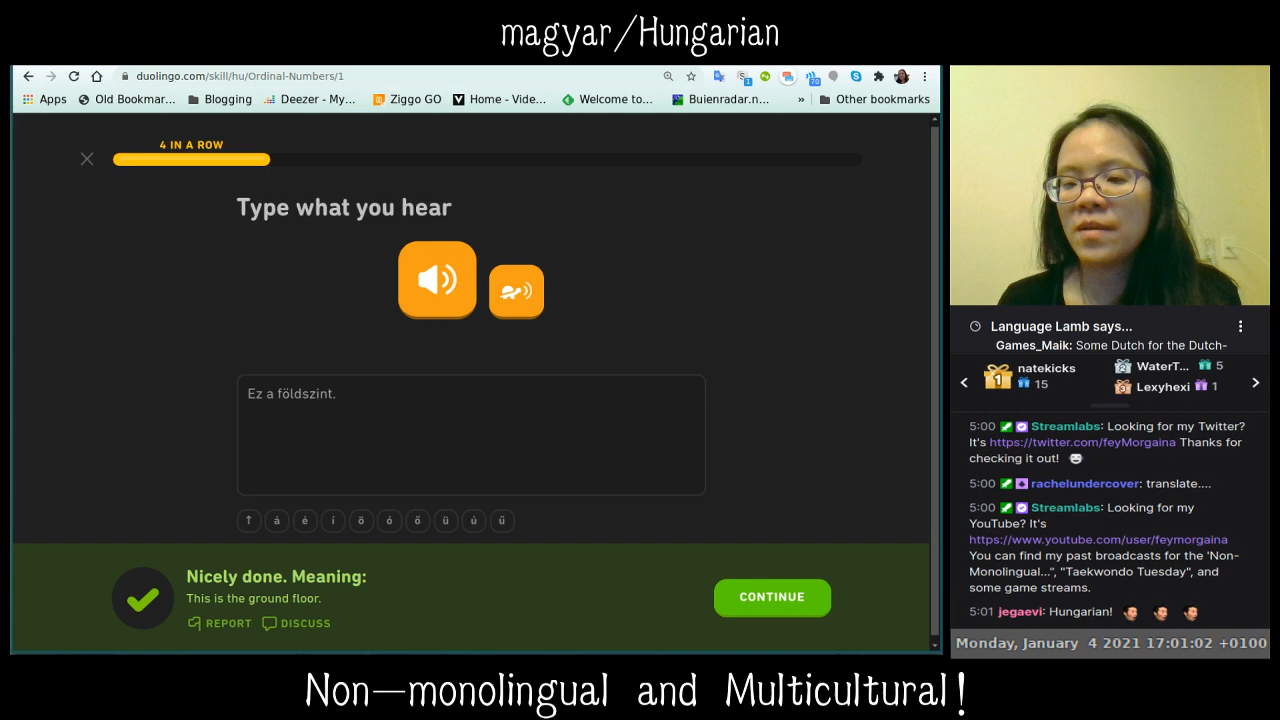 magyar/Hungarian
duolingo.com/skill/hu/Ordinal-Numbers/1
Apps Old Bookmar... Blogging Deezer - My... Ziggo GO Home - Vide... Welcome to... Buienradar.n... » Other bookmarks
4 IN A ROW
Type what you hear
Ez a földszint.
↑ á é í ö ó ő ü ú ű
Nicely done. Meaning:
This is the ground floor.
REPORT DISCUSS
CONTINUE
Language Lamb says...
Games_Maik: Some Dutch for the Dutch-
1 natekicks
15
2 WaterT... 5
3 Lexyhexi 1
5:00 Streamlabs: Looking for my Twitter?
It's https://twitter.com/feyMorgaina Thanks for
checking it out!
5:00 rachelundercover: translate....
5:00 Streamlabs: Looking for my
YouTube? It's
https://www.youtube.com/user/feymorgaina
You can find my past broadcasts for the 'Non-
Monolingual...", "Taekwondo Tuesday", and
some game streams.
5:01 jegaevi: Hungarian!
Monday, January 4 2021 17:01:02 +0100
Non-monolingual and Multicultural!